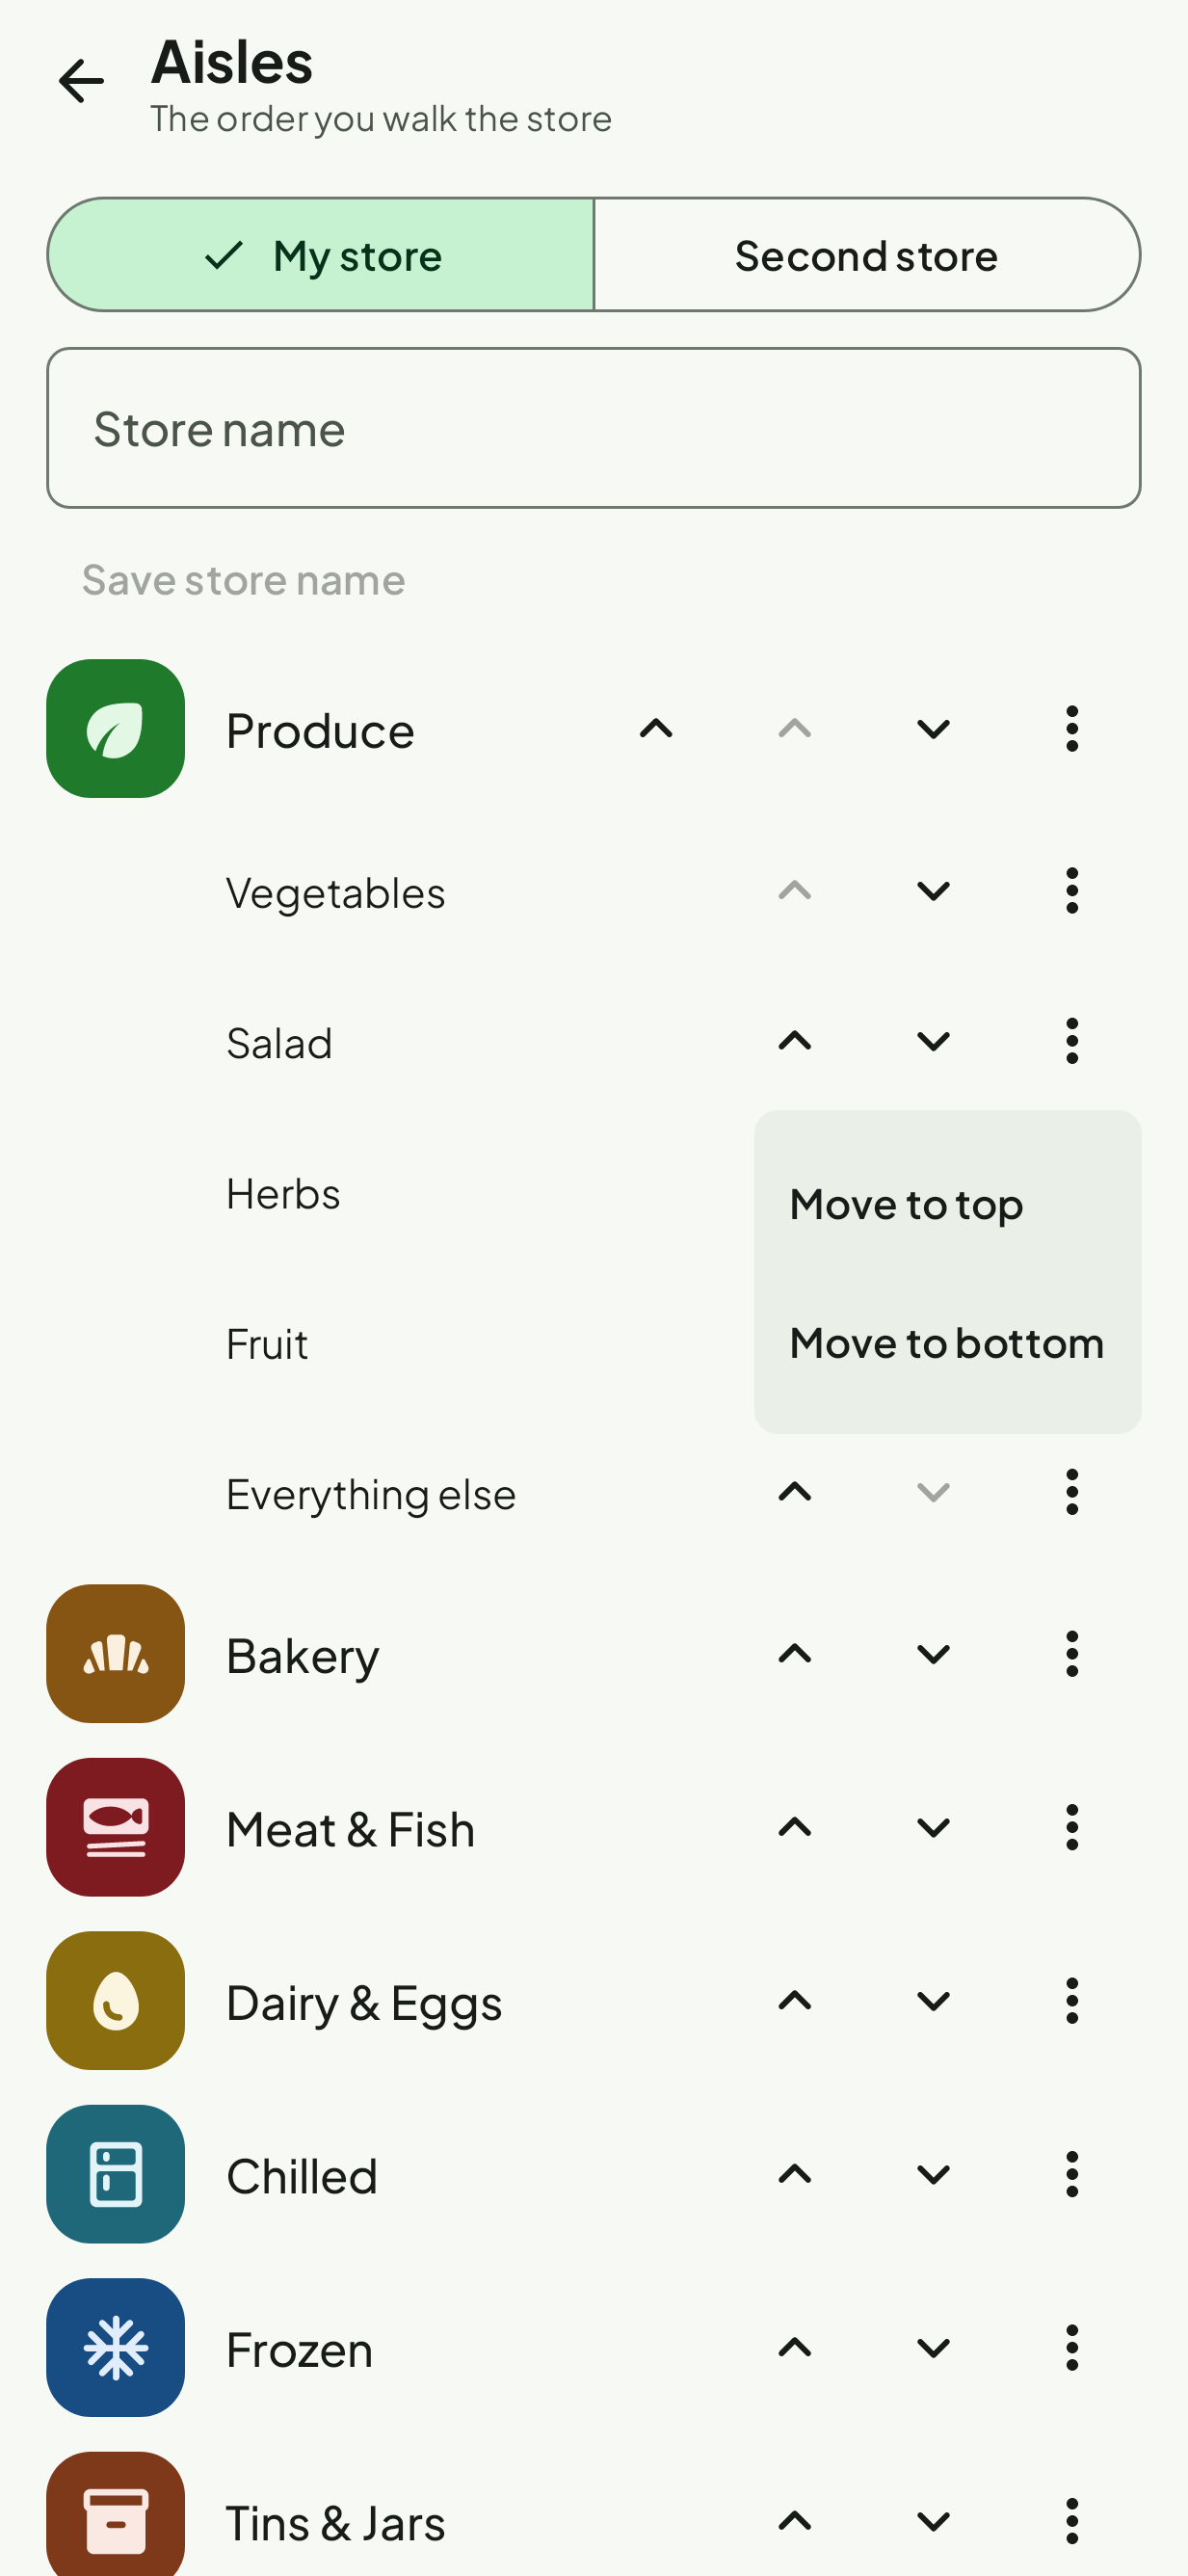 Aisles
The order you walk the store
My store
Second store
Store name
Save store name
Produce
Vegetables
Salad
Herbs
Move to top
Fruit
Move to bottom
Everything else
Bakery
Meat & Fish
Dairy & Eggs
Chilled
Frozen
Tins & Jars